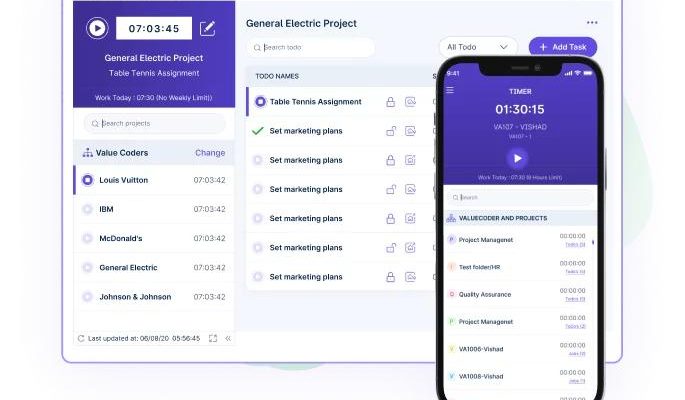 07:03:45
General Electric Project
Table Tennis Assignment
Work Today : 07:30 (No Weekly Limit))
Search projects
Value Coders Change
Louis Vuitton 07:03:42
IBM 07:03:42
McDonald's 07:03:42
General Electric 07:03:42
Johnson & Johnson 07:03:42
Last updated at: 06/08/20 05:56:45
General Electric Project
Search todo
All Todo
+ Add Task
TODO NAMES S
Table Tennis Assignment
Set marketing plans
Set marketing plans
Set marketing plans
Set marketing plans
Set marketing plans
Set marketing plans
9:41
TIMER
01:30:15
VA107 - VISHAD
VA107 - 1
Work Today : 07:30 (8 Hours Limit)
Search
VALUECODER AND PROJECTS
P Project Managenet 00:00:00
I Test folder/HR 00:00:00
Q Quality Assurance 00:00:00
P Project Managenet 00:00:00
V VA1006-Vishad 00:00:00
V VA1008-Vishad 00:00:00